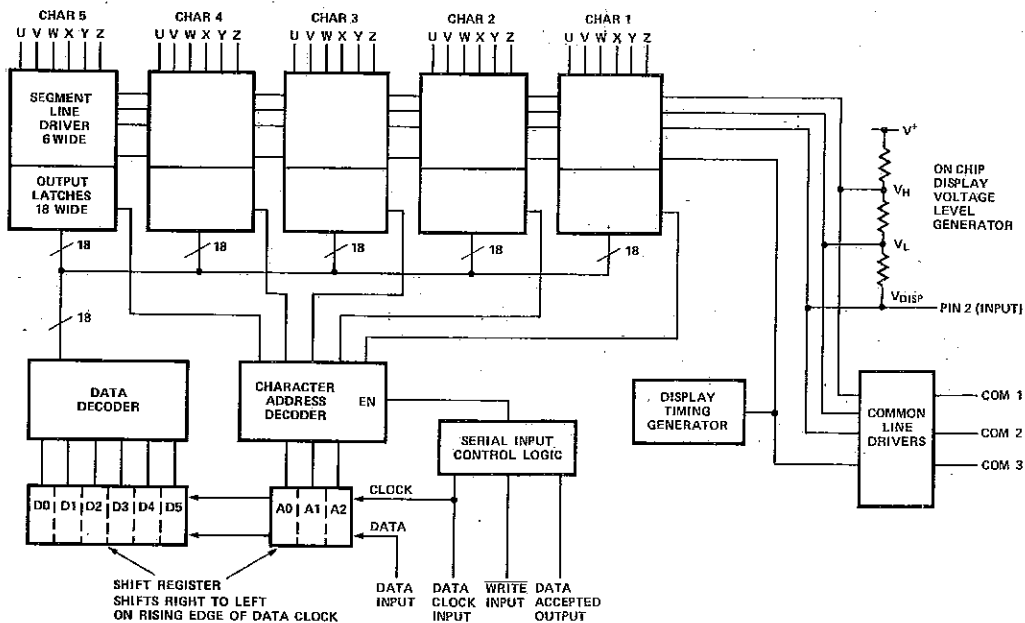 CHAR 5 CHAR 4 CHAR 3 CHAR 2 CHAR 1
U V W X Y Z U V W X Y Z U V W X Y Z U V W X Y Z U V W X Y Z
SEGMENT
LINE
DRIVER
6 WIDE
OUTPUT
LATCHES
18 WIDE
V+
VH
VL
VDISP
ON CHIP
DISPLAY
VOLTAGE
LEVEL
GENERATOR
PIN 2 (INPUT)
18 18 18 18 18
18
DATA
DECODER
CHARACTER
ADDRESS
DECODER
EN
SERIAL INPUT
CONTROL LOGIC
DISPLAY
TIMING
GENERATOR
COMMON
LINE
DRIVERS
COM 1
COM 2
COM 3
D0 D1 D2 D3 D4 D5
A0 A1 A2
CLOCK
DATA
SHIFT REGISTER
SHIFTS RIGHT TO LEFT
ON RISING EDGE OF DATA CLOCK
DATA
INPUT
DATA
CLOCK
INPUT
WRITE
INPUT
DATA
ACCEPTED
OUTPUT